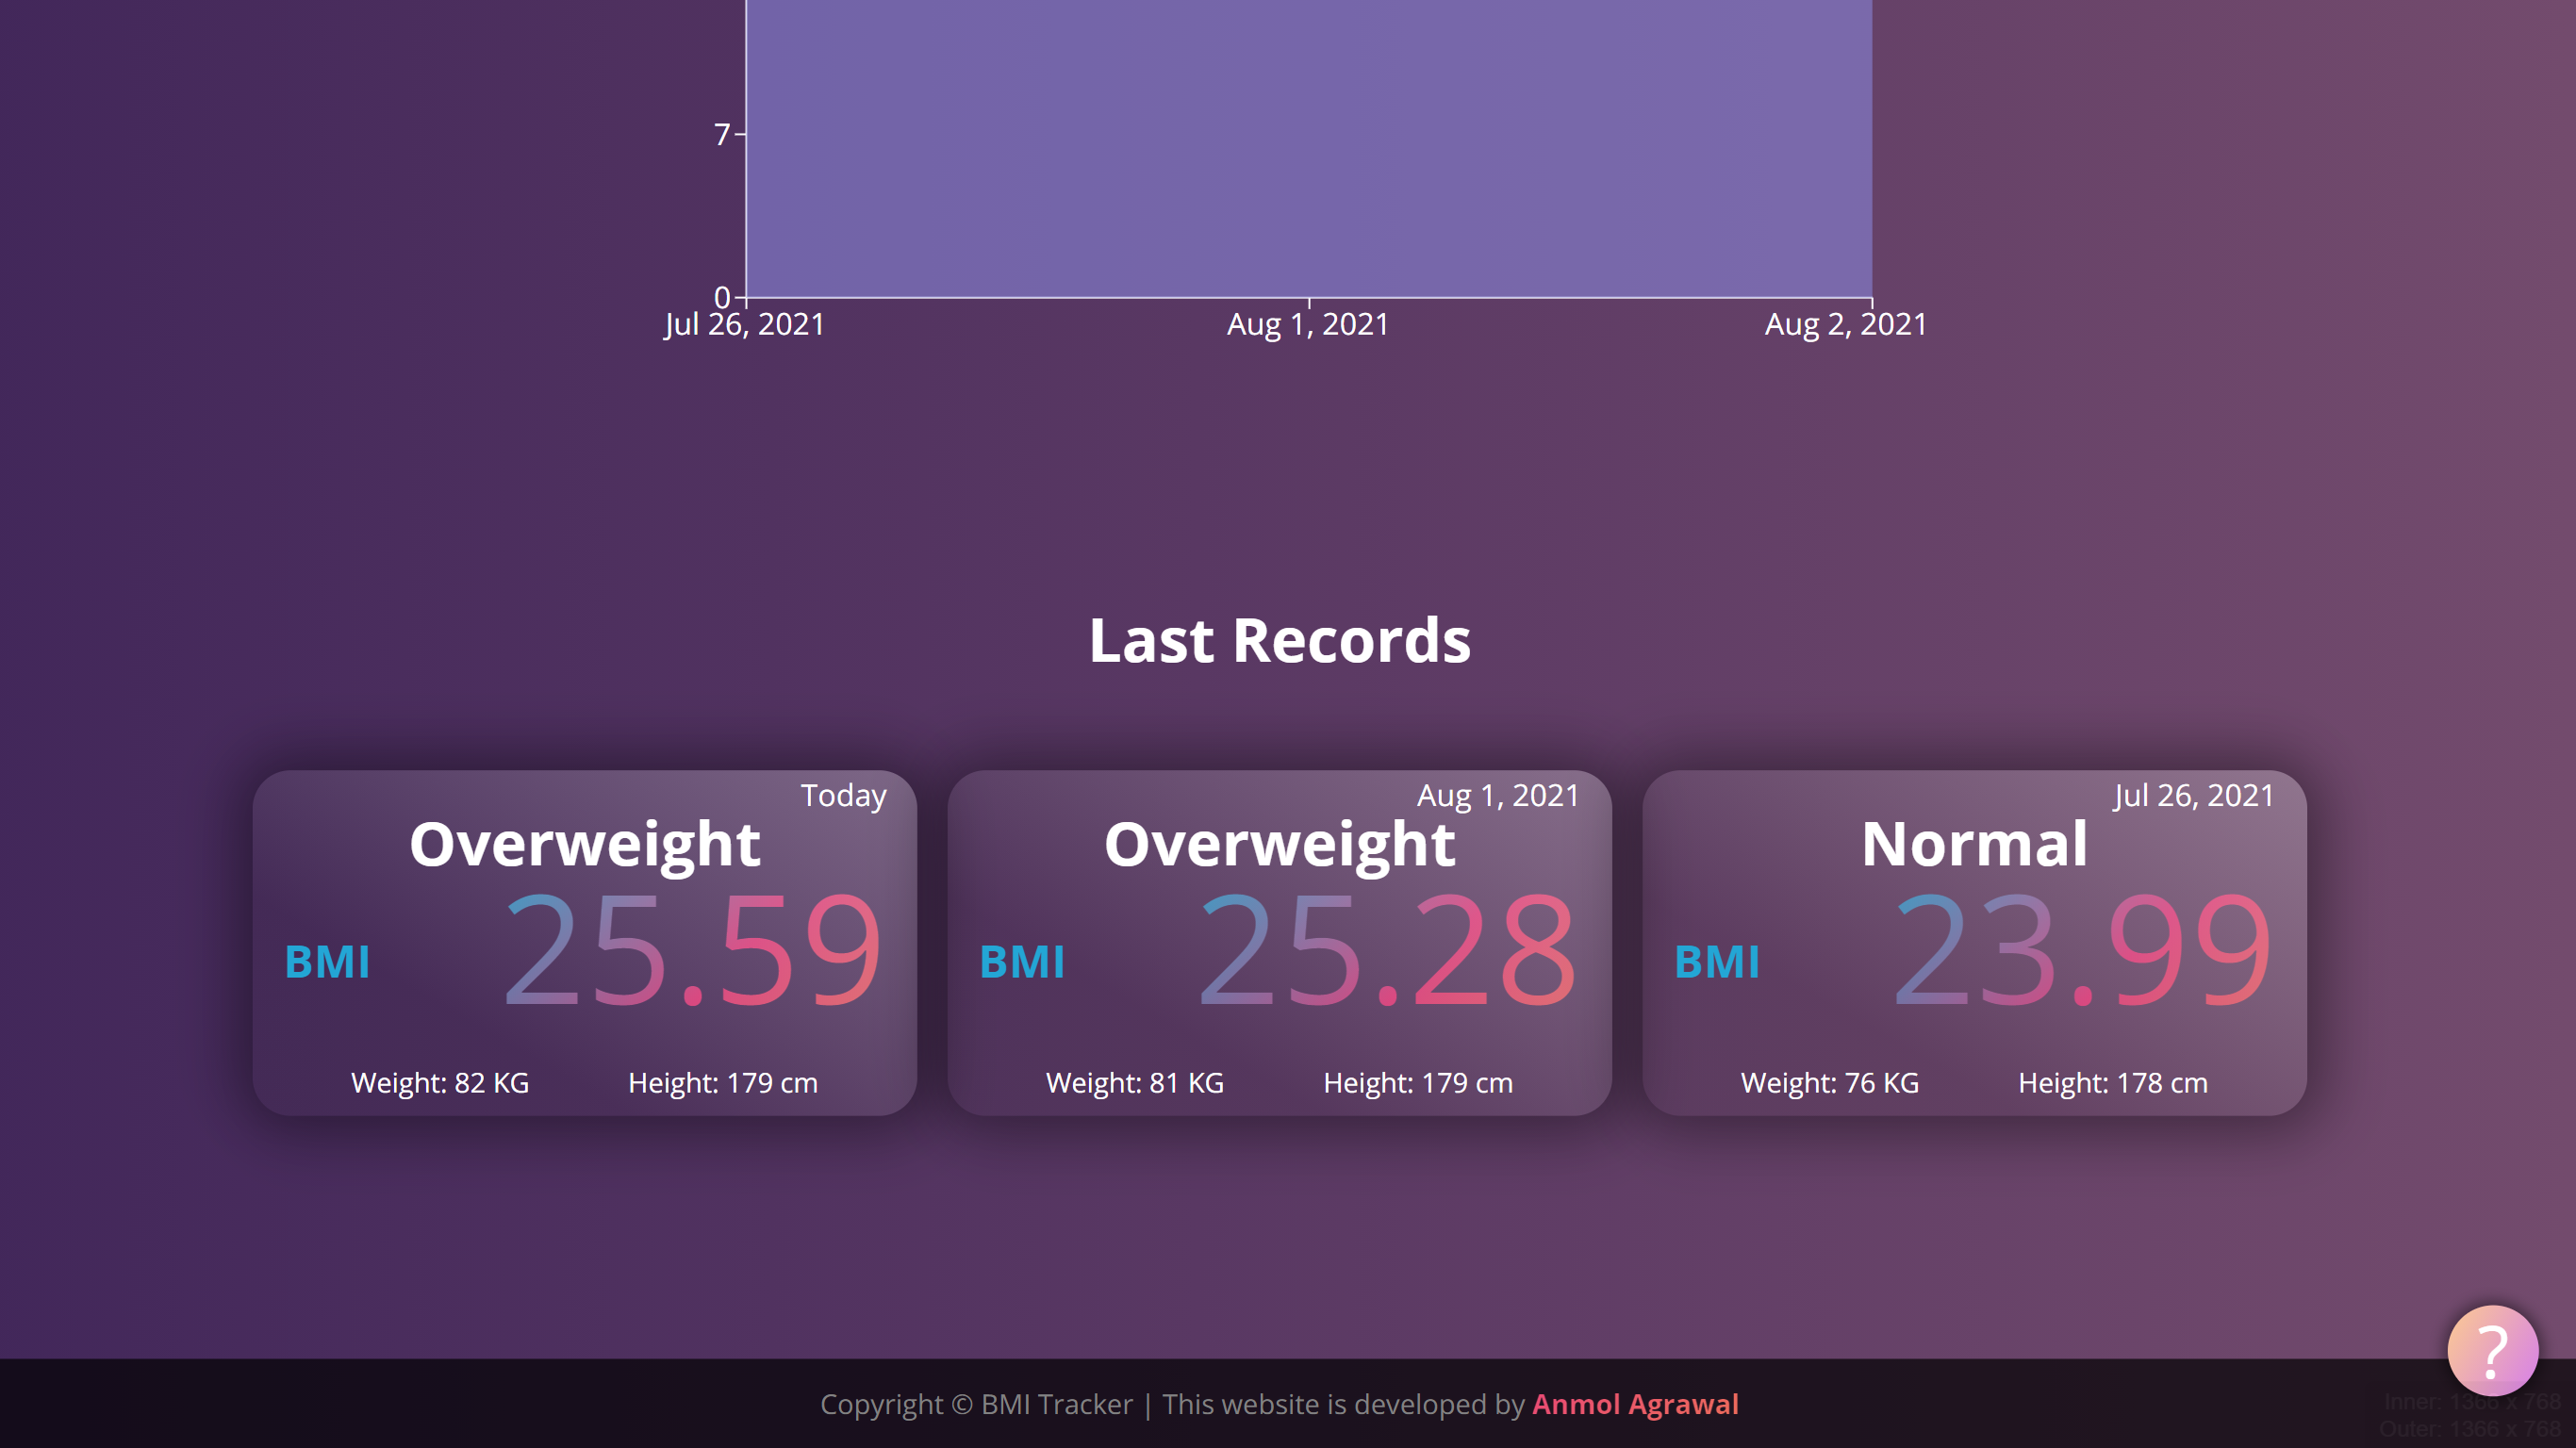 7
0
Jul 26, 2021 Aug 1, 2021 Aug 2, 2021
Last Records
Today
Overweight
BMI 25.59
Weight: 82 KG Height: 179 cm
Aug 1, 2021
Overweight
BMI 25.28
Weight: 81 KG Height: 179 cm
Jul 26, 2021
Normal
BMI 23.99
Weight: 76 KG Height: 178 cm
?
Copyright © BMI Tracker | This website is developed by Anmol Agrawal
Inner: 1366 x 768
Outer: 1366 x 768